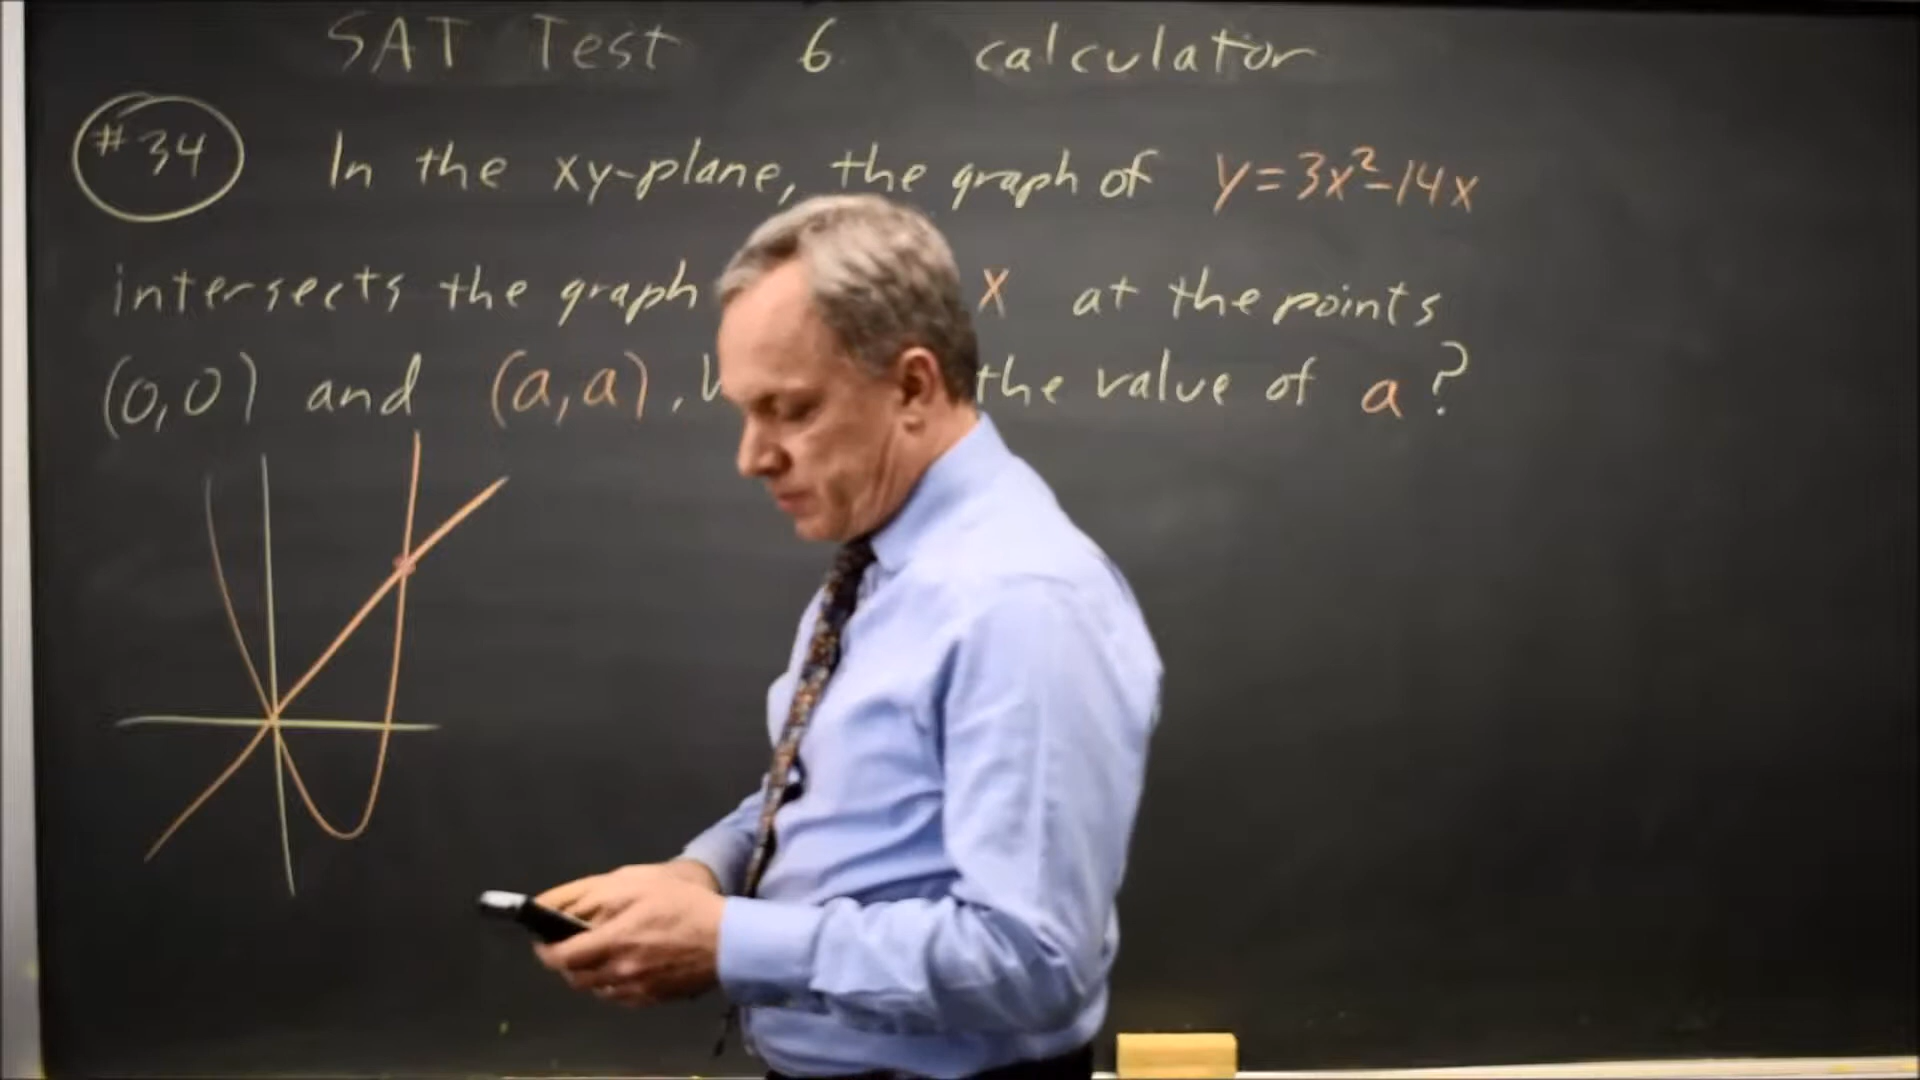 SAT Test 6 calculator
#34 In the xy-plane, the graph of y=3x²-14x
intersects the graph x at the points
(0,0) and (a,a), the value of a?